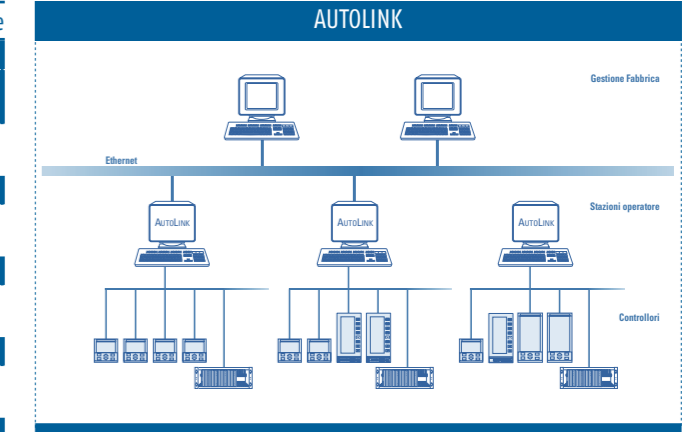 e
AUTOLINK
Gestione Fabbrica
Ethernet
Stazioni operatore
AUTOLINK
AUTOLINK
AUTOLINK
Controllori